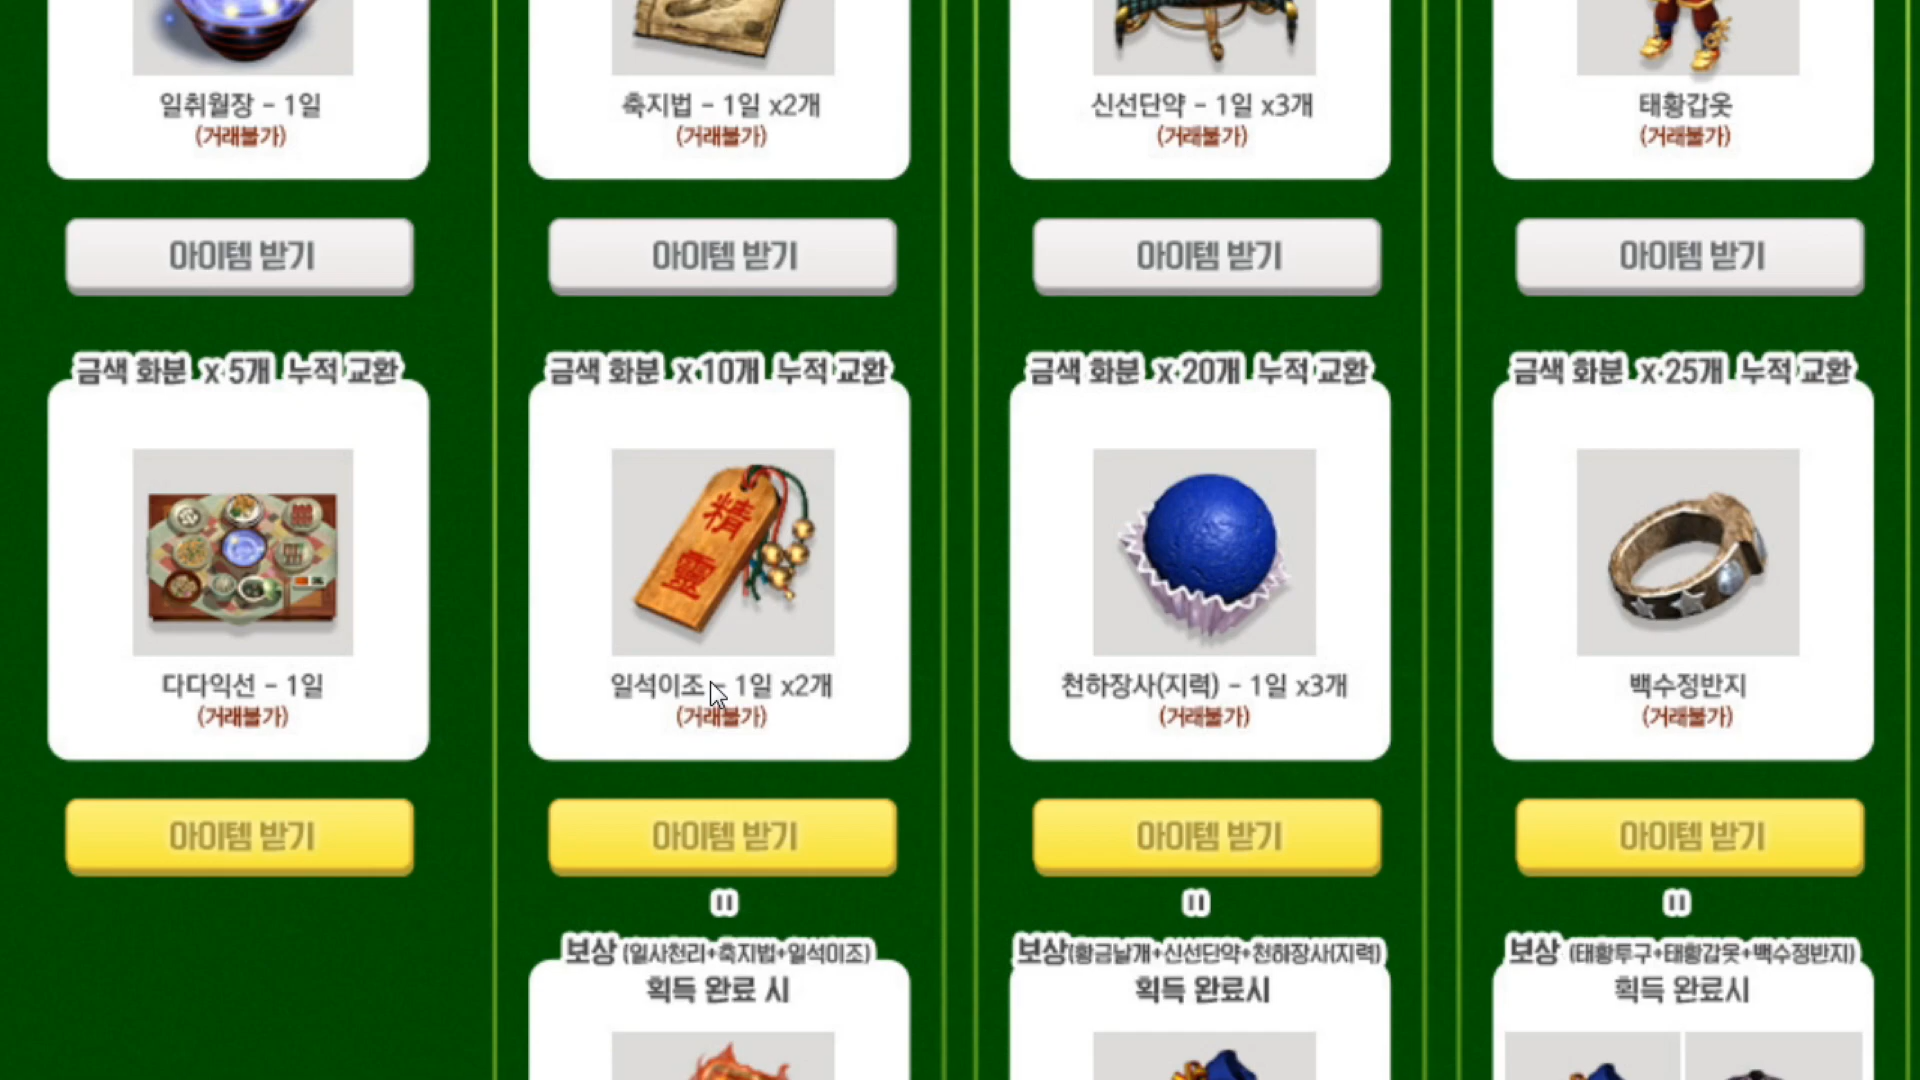 일취월장 - 1일
(거래불가)
축지법 - 1일 x2개
(거래불가)
신선단약 - 1일 x3개
(거래불가)
태황갑옷
(거래불가)
아이템 받기
아이템 받기
아이템 받기
아이템 받기
금색 화분 x 5개 누적 교환
금색 화분 x 10개 누적 교환
금색 화분 x 20개 누적 교환
금색 화분 x 25개 누적 교환
精
靈
다다익선 - 1일
(거래불가)
일석이조 - 1일 x2개
(거래불가)
천하장사(지력) - 1일 x3개
(거래불가)
백수정반지
(거래불가)
아이템 받기
아이템 받기
아이템 받기
아이템 받기
보상 (일사천리+축지법+일석이조)
획득 완료 시
보상(황금날개+신선단약+천하장사(지력)
획득 완료시
보상 (태황투구+태황갑옷+백수정반지)
획득 완료시